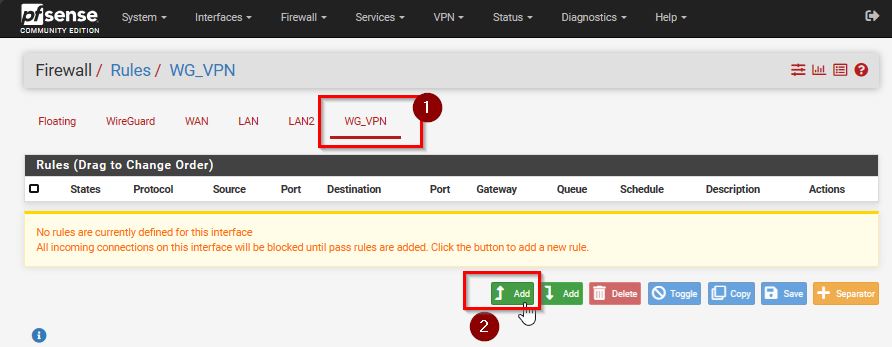 pfsense
COMMUNITY EDITION
System Interfaces Firewall Services VPN Status Diagnostics Help
Firewall / Rules / WG_VPN
1
Floating WireGuard WAN LAN LAN2 WG_VPN
Rules (Drag to Change Order)
States Protocol Source Port Destination Port Gateway Queue Schedule Description Actions
No rules are currently defined for this interface
All incoming connections on this interface will be blocked until pass rules are added. Click the button to add a new rule.
Add Add Delete Toggle Copy Save Separator
2